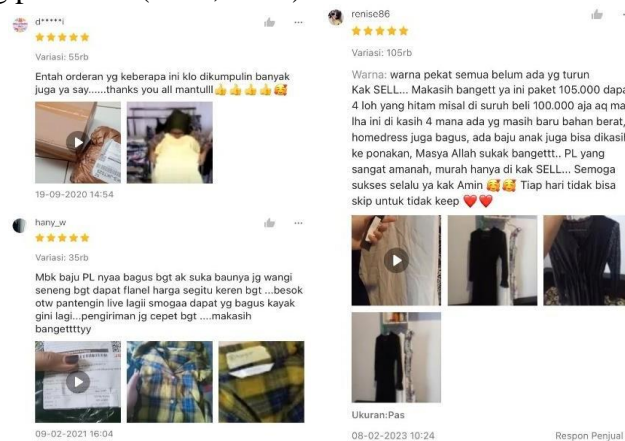 d*****i
Variasi: 55rb
Entah orderan yg keberapa ini klo dikumpulin banyak
juga ya say......thanks you all mantulll👍👍👍👍🥰
19-09-2020 14:54
hany_w
Variasi: 35rb
Mbk baju PL nyaa bagus bgt ak suka baunya jg wangi
seneng bgt dapat flanel harga segitu keren bgt ...besok
otw pantengin live lagii smogaa dapat yg bagus kayak
gini lagi...pengiriman jg cepet bgt ....makasih
bangettttyy
09-02-2021 16:04
renise86
Variasi: 105rb
Warna: warna pekat semua belum ada yg turun
Kak SELL... Makasih bangett ya ini paket 105.000 dapa
4 loh yang hitam misal di suruh beli 100.000 aja aq ma
lha ini di kasih 4 mana ada yg masih baru bahan berat,
homedress juga bagus, ada baju anak juga bisa dikasil
ke ponakan, Masya Allah sukak bangettt.. PL yang
sangat amanah, murah hanya di kak SELL... Semoga
sukses selalu ya kak Amin 🥰🥰 Tiap hari tidak bisa
skip untuk tidak keep ❤️❤️
Ukuran:Pas
08-02-2023 10:24
Respon Penjual